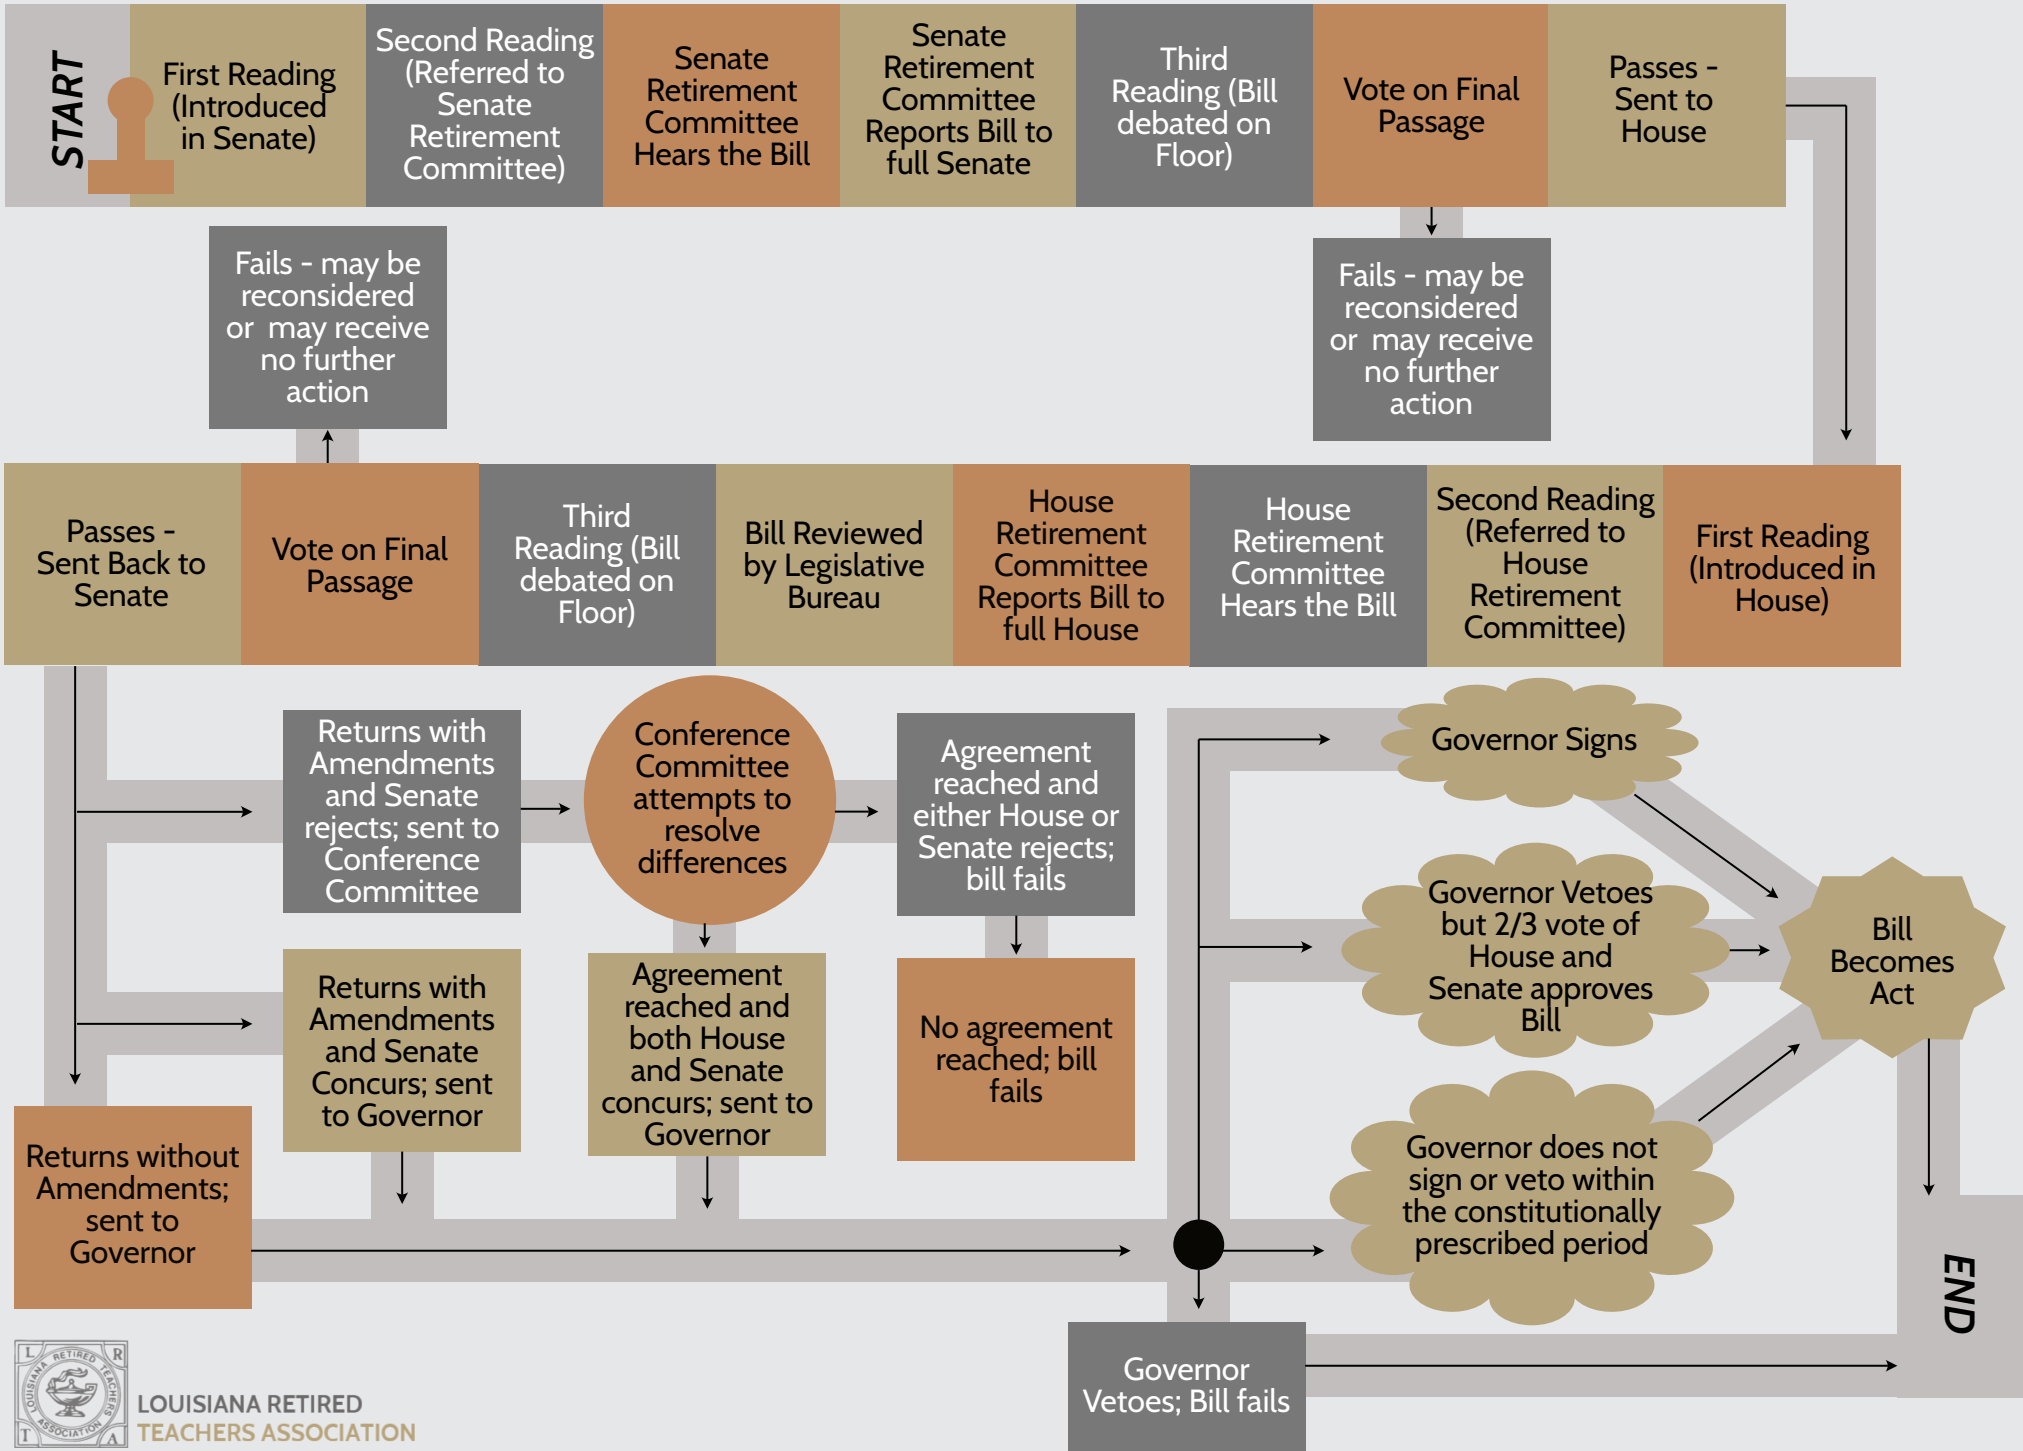 START
First Reading
(Introduced
in Senate)
Second Reading
(Referred to
Senate
Retirement
Committee)
Senate
Retirement
Committee
Hears the Bill
Senate
Retirement
Committee
Reports Bill to
full Senate
Third
Reading (Bill
debated on
Floor)
Vote on Final
Passage
Passes -
Sent to
House
Fails - may be
reconsidered
or may receive
no further
action
Fails - may be
reconsidered
or may receive
no further
action
Passes -
Sent Back to
Senate
Vote on Final
Passage
Third
Reading (Bill
debated on
Floor)
Bill Reviewed
by Legislative
Bureau
House
Retirement
Committee
Reports Bill to
full House
House
Retirement
Committee
Hears the Bill
Second Reading
(Referred to
House
Retirement
Committee)
First Reading
(Introduced in
House)
Returns with
Amendments
and Senate
rejects; sent to
Conference
Committee
Conference
Committee
attempts to
resolve
differences
Agreement
reached and
either House or
Senate rejects;
bill fails
Governor Signs
Governor Vetoes
but 2/3 vote of
House and
Senate approves
Bill
Bill
Becomes
Act
Returns with
Amendments
and Senate
Concurs; sent
to Governor
Agreement
reached and
both House
and Senate
concurs; sent to
Governor
No agreement
reached; bill
fails
Returns without
Amendments;
sent to
Governor
Governor does not
sign or veto within
the constitutionally
prescribed period
END
Governor
Vetoes; Bill fails
L R
LOUISIANA RETIRED TEACHERS
ASSOCIATION
T A
LOUISIANA RETIRED
TEACHERS ASSOCIATION